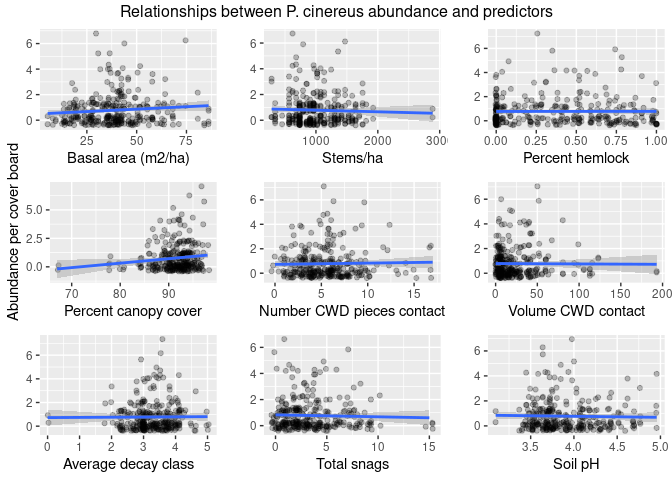 Relationships between P. cinereus abundance and predictors
Abundance per cover board
6
4
2
0
25 50 75
Basal area (m2/ha)
6
4
2
0
1000 2000 300
Stems/ha
6
4
2
0
0.00 0.25 0.50 0.75 1.00
Percent hemlock
5.0
2.5
0.0
70 80 90
Percent canopy cover
6
4
2
0
0 5 10 15
Number CWD pieces contact
6
4
2
0
0 50 100 150 200
Volume CWD contact
6
4
2
0
0 1 2 3 4 5
Average decay class
6
4
2
0
0 5 10 15
Total snags
6
4
2
0
3.5 4.0 4.5 5.0
Soil pH